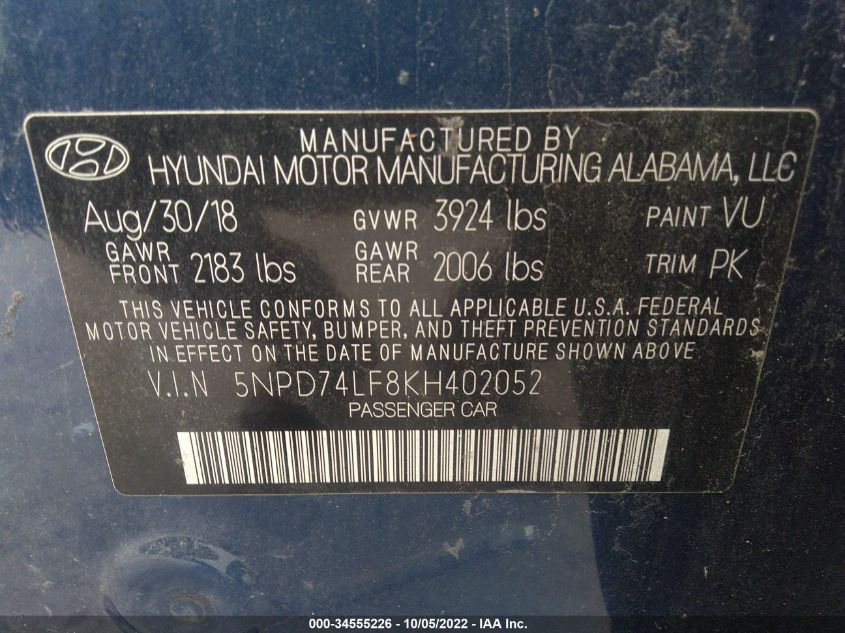 MANUFACTURED BY
HYUNDAI MOTOR MANUFACTURING ALABAMA, LLC
Aug/30/18 GVWR 3924 lbs PAINT VU
GAWR FRONT 2183 lbs GAWR REAR 2006 lbs TRIM PK
THIS VEHICLE CONFORMS TO ALL APPLICABLE U.S.A. FEDERAL
MOTOR VEHICLE SAFETY, BUMPER, AND THEFT PREVENTION STANDARDS
IN EFFECT ON THE DATE OF MANUFACTURE SHOWN ABOVE
V.I.N 5NPD74LF8KH402052
PASSENGER CAR
000-34555226 - 10/05/2022 - IAA Inc.